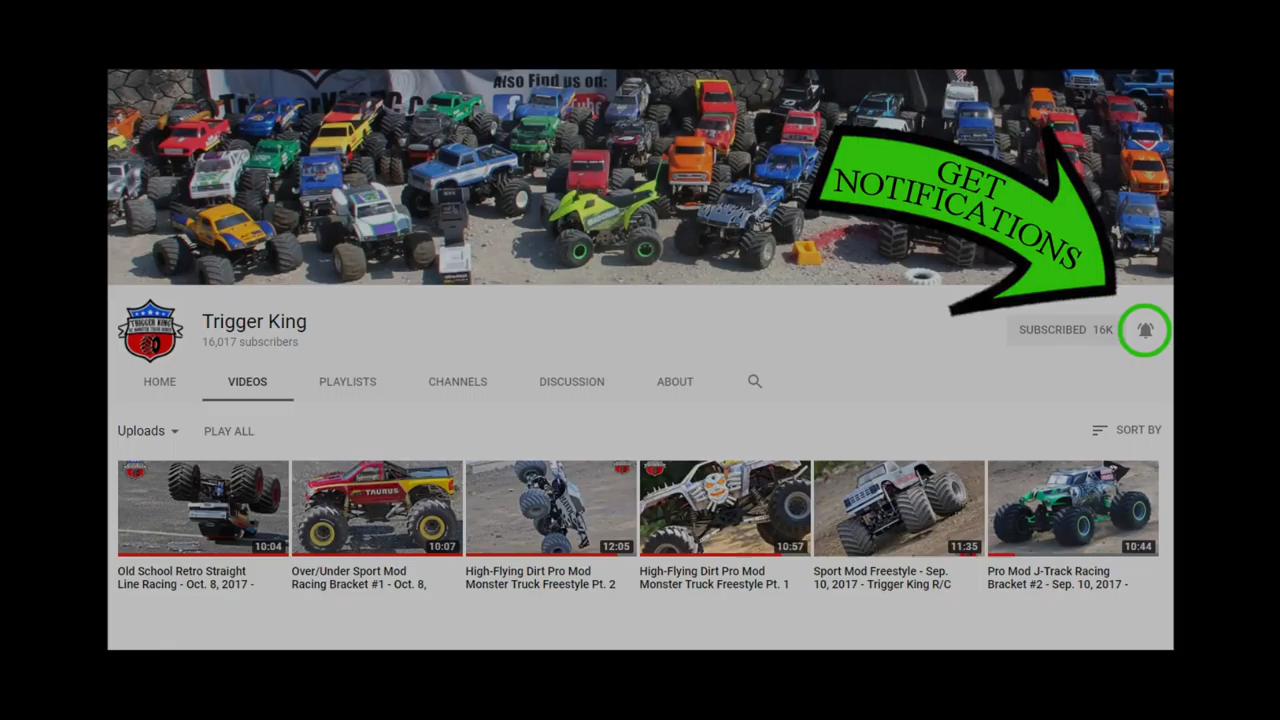 Also Find us on:
GET
NOTIFICATIONS
TRIGGER KING
Trigger King
16,017 subscribers
SUBSCRIBED 16K
HOME VIDEOS PLAYLISTS CHANNELS DISCUSSION ABOUT
Uploads PLAY ALL SORT BY
TAURUS
10:04 10:07 12:05 10:57 11:35 10:44
Old School Retro Straight
Line Racing - Oct. 8, 2017 -
Over/Under Sport Mod
Racing Bracket #1 - Oct. 8,
High-Flying Dirt Pro Mod
Monster Truck Freestyle Pt. 2
High-Flying Dirt Pro Mod
Monster Truck Freestyle Pt. 1
Sport Mod Freestyle - Sep.
10, 2017 - Trigger King R/C
Pro Mod J-Track Racing
Bracket #2 - Sep. 10, 2017 -